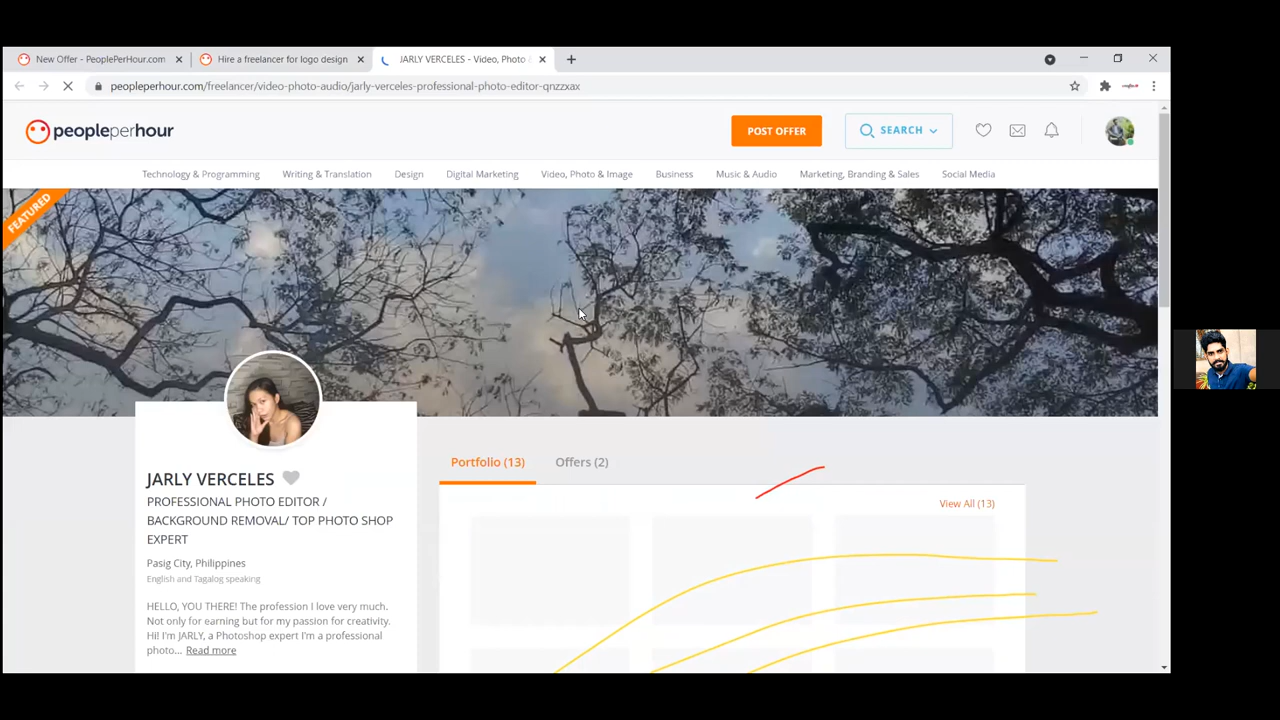 New Offer - PeoplePerHour.com
Hire a freelancer for logo design
JARLY VERCELES - Video, Photo
peopleperhour.com/freelancer/video-photo-audio/jarly-verceles-professional-photo-editor-qnzzxax
peopleperhour
POST OFFER
SEARCH
Technology & Programming
Writing & Translation
Design
Digital Marketing
Video, Photo & Image
Business
Music & Audio
Marketing, Branding & Sales
Social Media
FEATURED
JARLY VERCELES
PROFESSIONAL PHOTO EDITOR /
BACKGROUND REMOVAL/ TOP PHOTO SHOP
EXPERT
Pasig City, Philippines
English and Tagalog speaking
HELLO, YOU THERE! The profession I love very much.
Not only for earning but for my passion for creativity.
Hi! I'm JARLY, a Photoshop expert I'm a professional
photo... Read more
Portfolio (13)
Offers (2)
View All (13)